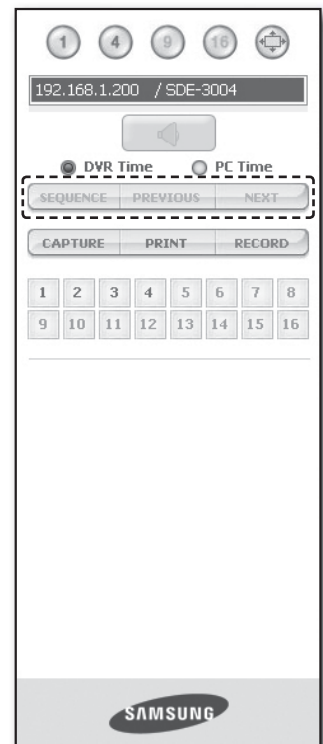 1 4 9 16
192.168.1.200 / SDE-3004
DVR Time PC Time
SEQUENCE PREVIOUS NEXT
CAPTURE PRINT RECORD
1 2 3 4 5 6 7 8
9 10 11 12 13 14 15 16
SAMSUNG